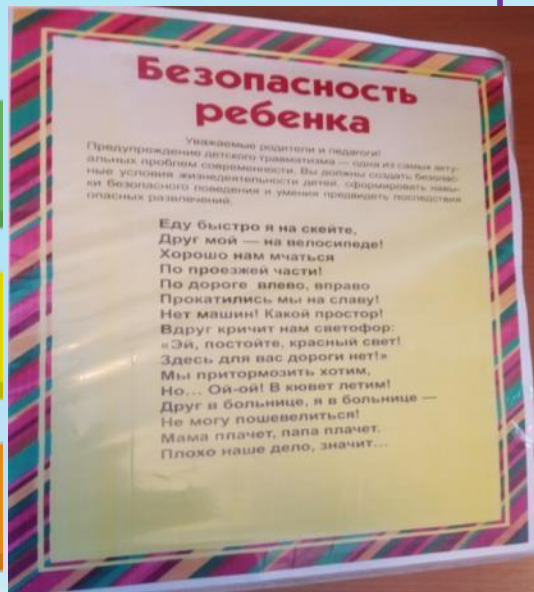 Безопасность
ребенка
Уважаемые родители и педагоги!
Предупреждение детского травматизма — одна из самых акту-
альных проблем современности. Вы должны создать безопас-
ные условия жизнедеятельности детей, сформировать навы-
ки безопасного поведения и умения предвидеть последствия
опасных развлечений.
Еду быстро я на скейте,
Друг мой — на велосипеде!
Хорошо нам мчаться
По проезжей части!
По дороге влево, вправо
Прокатились мы на славу!
Нет машин! Какой простор!
Вдруг кричит нам светофор:
«Эй, постойте, красный свет!
Здесь для вас дороги нет!»
Мы притормозить хотим,
Но... Ой-ой! В кювет летим!
Друг в больнице, я в больнице —
Не могу пошевелиться!
Мама плачет, папа плачет.
Плохо наше дело, значит...